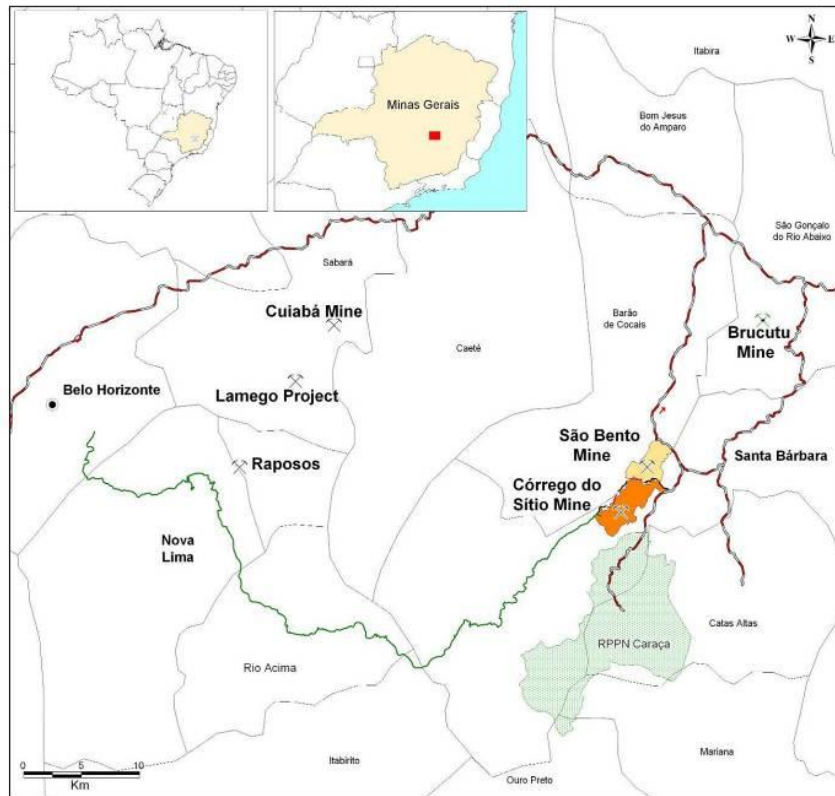 N
W E
S
Itabira
Minas Gerais
Bom Jesus
do Amparo
São Gonçalo
do Rio Abaixo
Sabará
Cuiabá Mine
Barão
de Cocais
Brucutu
Mine
Caeté
Belo Horizonte
Lamego Project
São Bento
Mine
Santa Bárbara
Raposos
Córrego do
Sítio Mine
Nova
Lima
Catas Altas
RPPN Caraça
Rio Acima
Mariana
Itabirito
Ouro Preto
0 5 10
Km